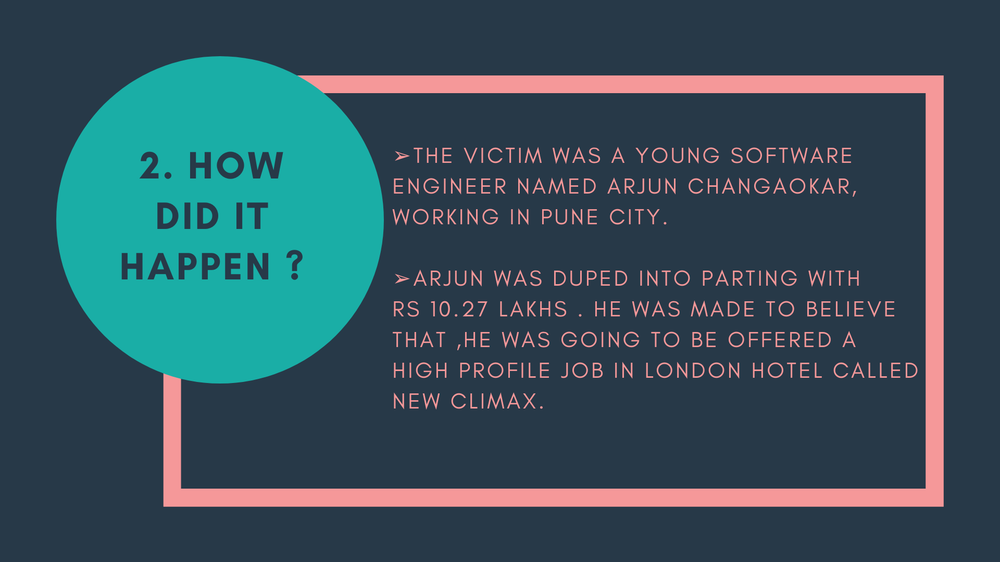 2. HOW
DID IT
HAPPEN ?
➢THE VICTIM WAS A YOUNG SOFTWARE
ENGINEER NAMED ARJUN CHANGAOKAR,
WORKING IN PUNE CITY.
➢ARJUN WAS DUPED INTO PARTING WITH
RS 10.27 LAKHS . HE WAS MADE TO BELIEVE
THAT ,HE WAS GOING TO BE OFFERED A
HIGH PROFILE JOB IN LONDON HOTEL CALLED
NEW CLIMAX.